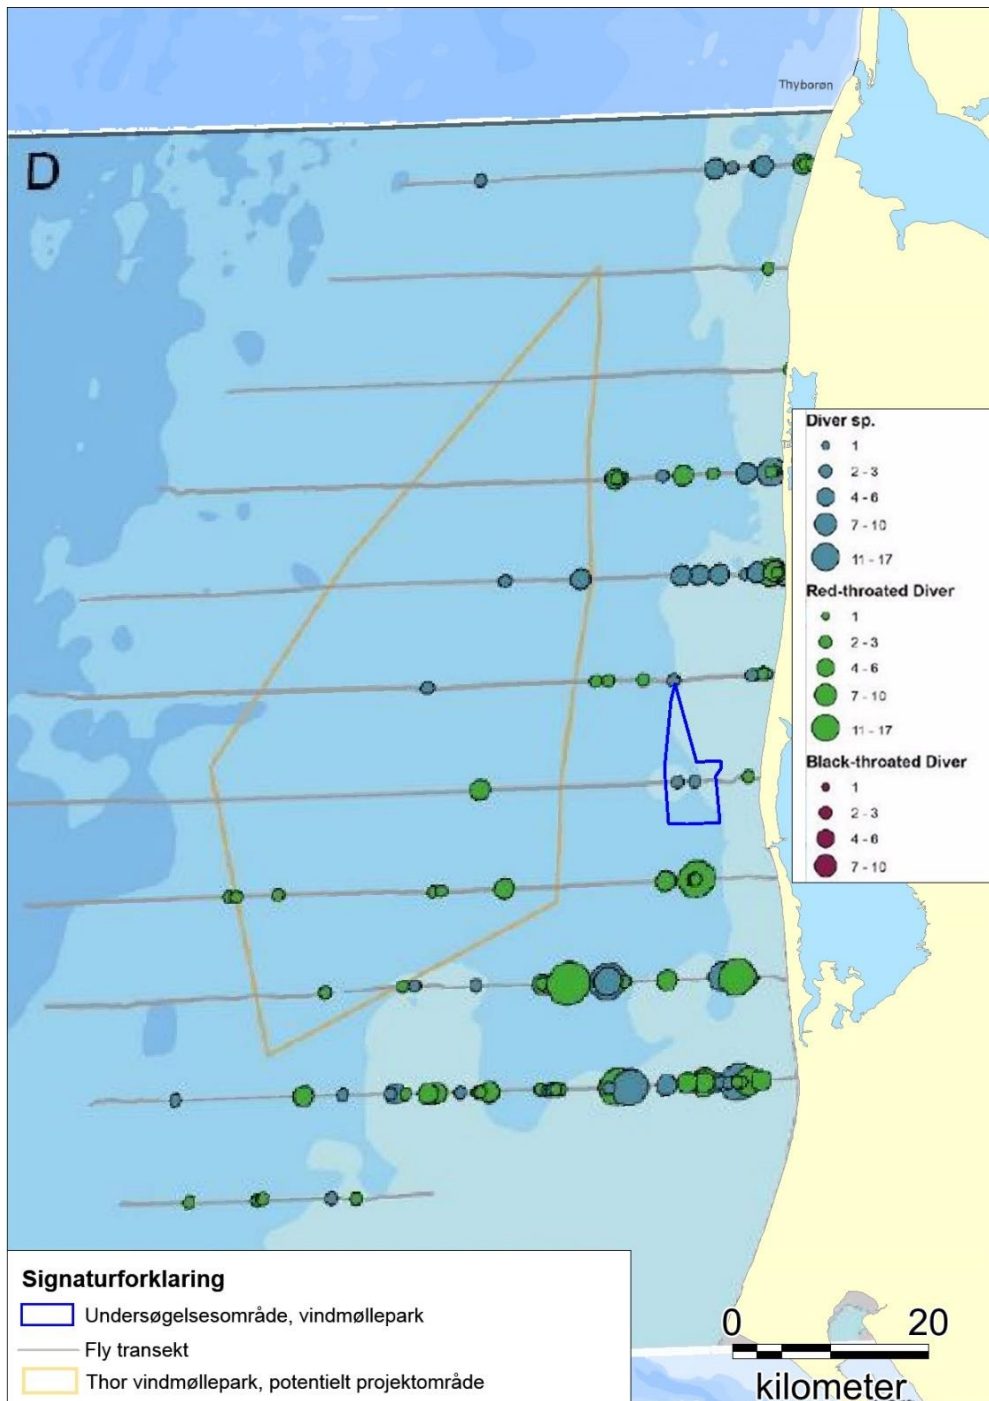 Thyborøn
D
Diver sp.
1
2 - 3
4 - 6
7 - 10
11 - 17
Red-throated Diver
1
2 - 3
4 - 6
7 - 10
11 - 17
Black-throated Diver
1
2 - 3
4 - 6
7 - 10
Signaturforklaring
Undersøgelsesområde, vindmøllepark
Fly transekt
Thor vindmøllepark, potentielt projektområde
0 20
kilometer